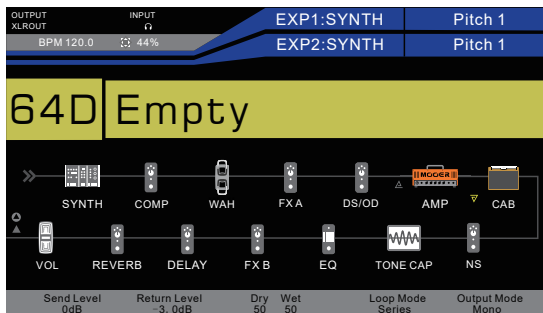 OUTPUT
XLROUT
INPUT
BPM 120.0
44%
EXP1:SYNTH
Pitch 1
EXP2:SYNTH
Pitch 1
64D Empty
MOOER
SYNTH COMP WAH FX A DS/OD AMP CAB
VOL REVERB DELAY FX B EQ TONE CAP NS
Send Level Return Level Dry Wet Loop Mode Output Mode
0dB -3. 0dB 50 50 Series Mono